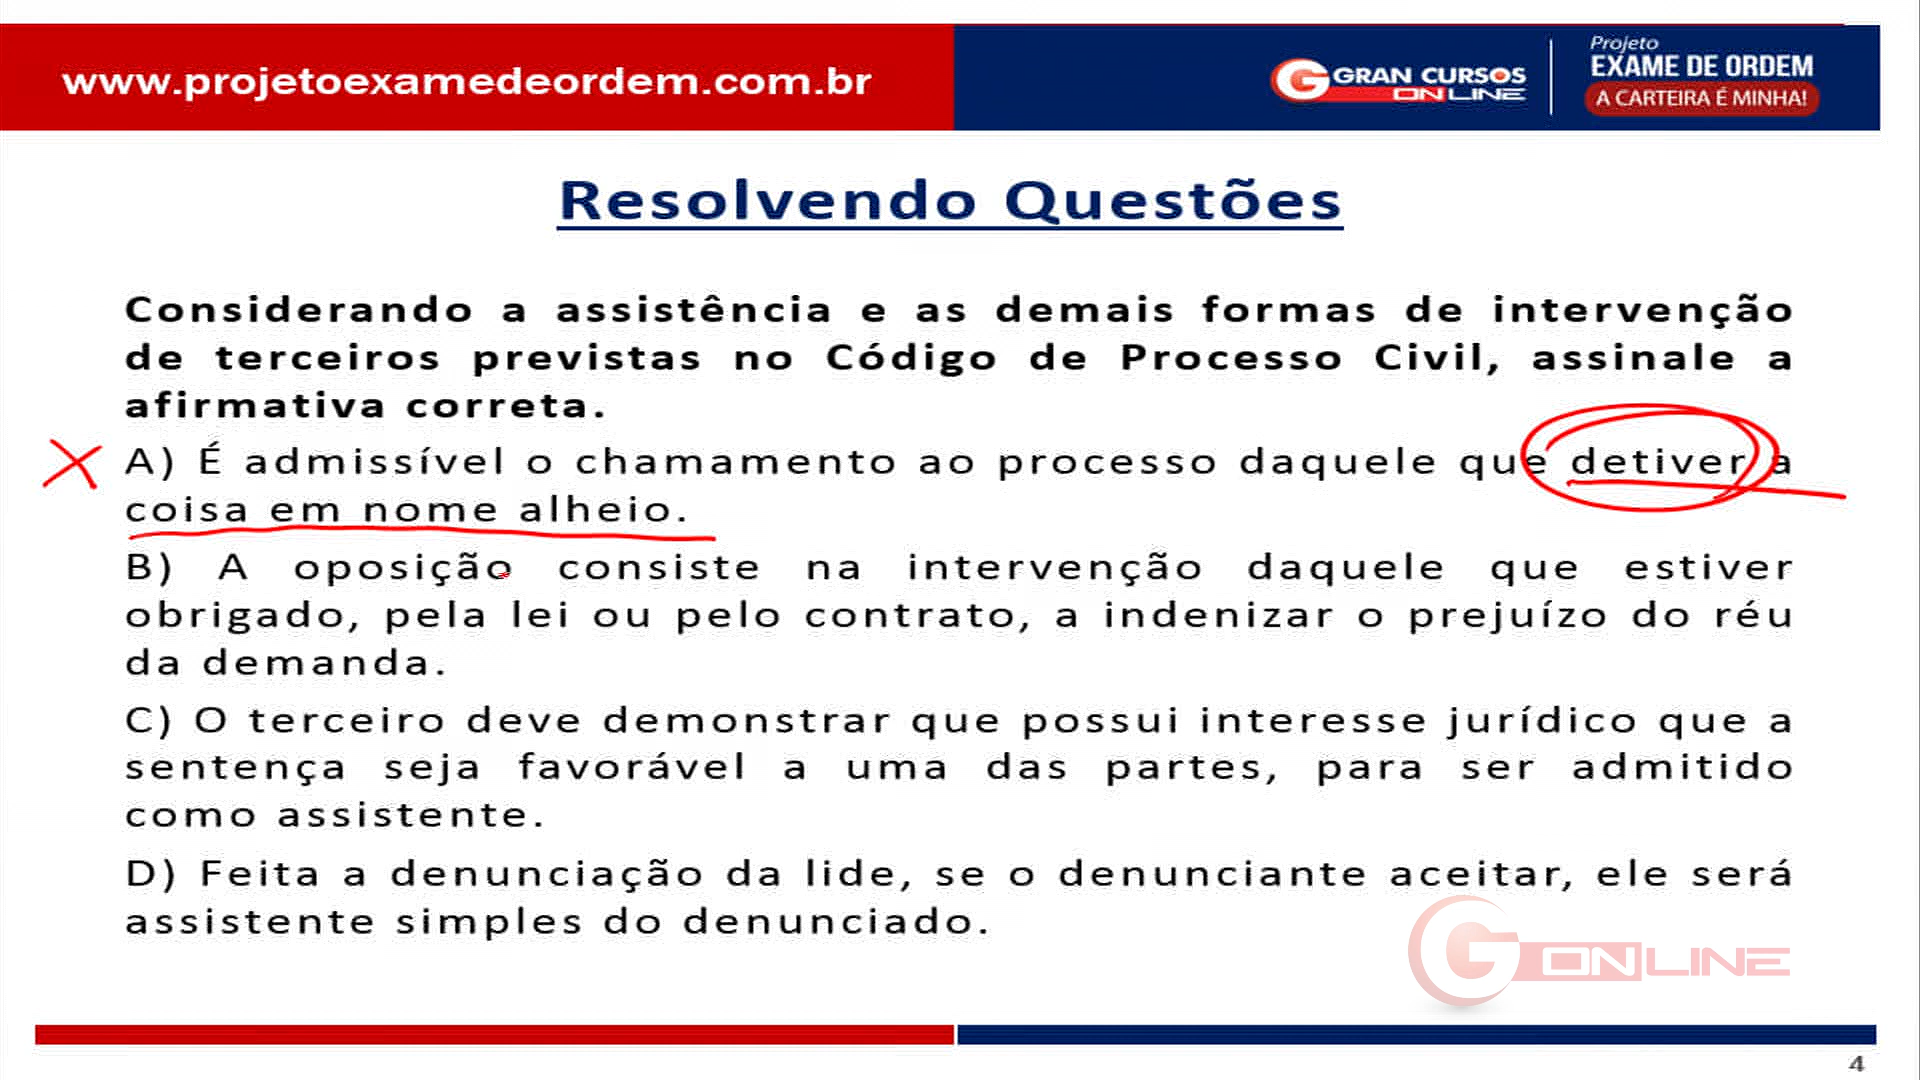 www.projetoexamedeordem.com.br
GRAN CURSOS
ONLINE
Projeto
EXAME DE ORDEM
A CARTEIRA É MINHA!
Resolvendo Questões
Considerando a assistência e as demais formas de intervenção
de terceiros previstas no Código de Processo Civil, assinale a
afirmativa correta.
A) É admissível o chamamento ao processo daquele que detiver a
coisa em nome alheio.
B) A oposição consiste na intervenção daquele que estiver
obrigado, pela lei ou pelo contrato, a indenizar o prejuízo do réu
da demanda.
C) O terceiro deve demonstrar que possui interesse jurídico que a
sentença seja favorável a uma das partes, para ser admitido
como assistente.
D) Feita a denunciação da lide, se o denunciante aceitar, ele será
assistente simples do denunciado.
G ONLINE
4